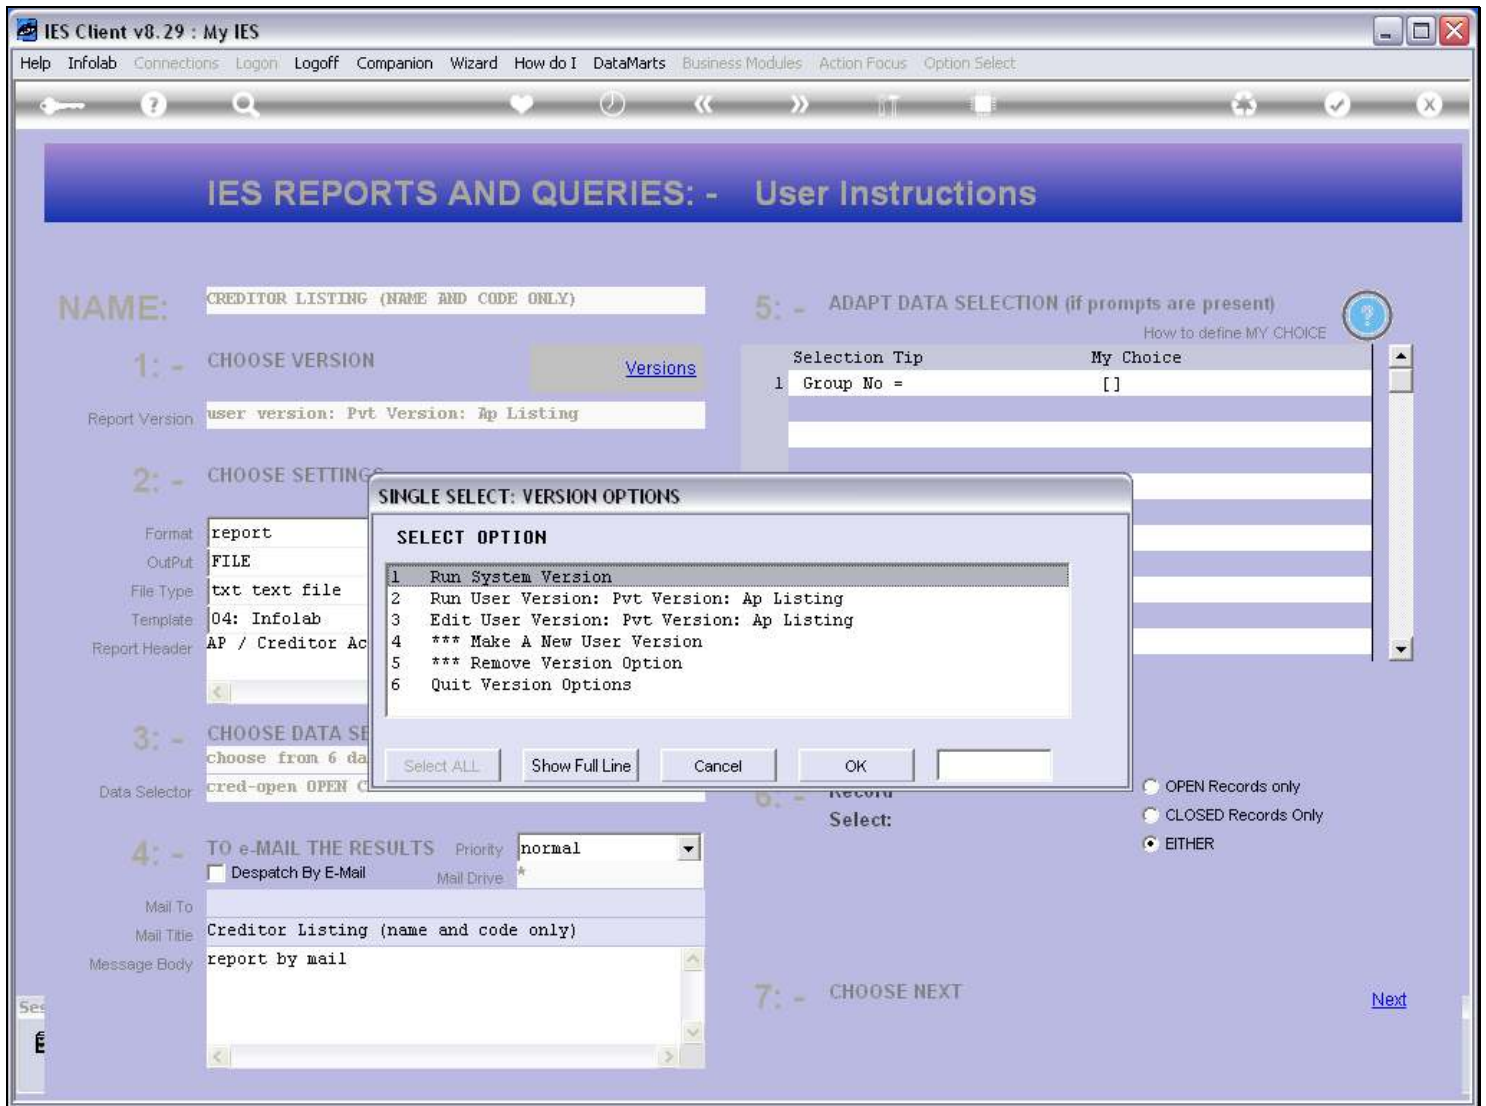 IES Client v8.29 : My IES
Help Infolab Connections Logon Logoff Companion Wizard How do I DataMarts Business Modules Action Focus Option Select
IES REPORTS AND QUERIES: - User Instructions
NAME: CREDITOR LISTING (NAME AND CODE ONLY)
1: - CHOOSE VERSION
Versions
Report Version user version: Pvt Version: Ap Listing
2: - CHOOSE SETTING
Format report
OutPut FILE
File Type txt text file
Template 04: Infolab
Report Header AP / Creditor Ac
3: - CHOOSE DATA SE
choose from 6 da
Data Selector cred-open OPEN C
4: - TO e-MAIL THE RESULTS Priority normal
Despatch By E-Mail Mail Drive *
Mail To
Mail Title Creditor Listing (name and code only)
Message Body report by mail
5: - ADAPT DATA SELECTION (if prompts are present)
How to define MY CHOICE
?
Selection Tip My Choice
1 Group No = []
SINGLE SELECT: VERSION OPTIONS
SELECT OPTION
1 Run System Version
2 Run User Version: Pvt Version: Ap Listing
3 Edit User Version: Pvt Version: Ap Listing
4 *** Make A New User Version
5 *** Remove Version Option
6 Quit Version Options
Select ALL Show Full Line Cancel OK
6: - Record
Select:
OPEN Records only
CLOSED Records Only
EITHER
7: - CHOOSE NEXT
Next
Ses